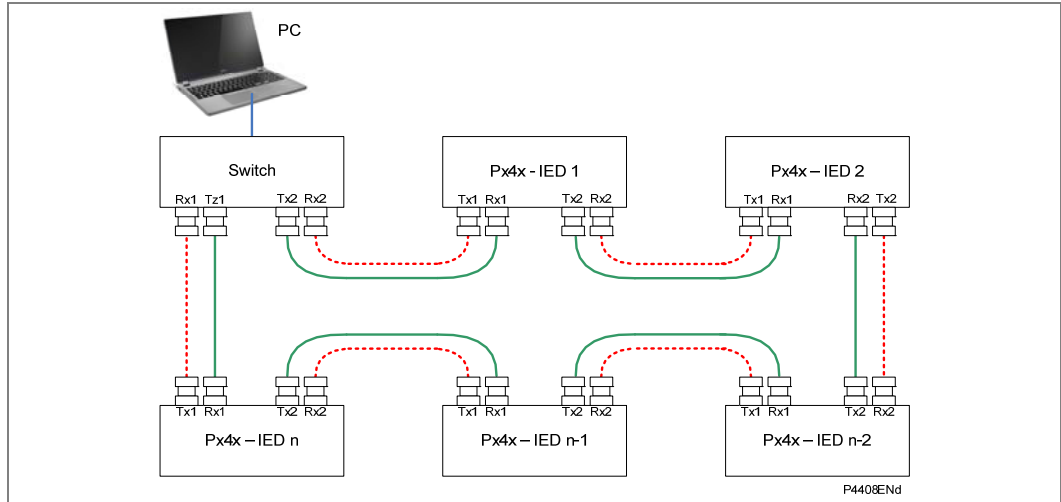 PC
Switch
Px4x - IED 1
Px4x – IED 2
Rx1 Tz1 Tx2 Rx2
Tx1 Rx1 Tx2 Rx2
Tx1 Rx1 Rx2 Tx2
Tx1 Rx1 Tx2 Rx2
Tx1 Rx1 Tx2 Rx2
Tx1 Rx1 Tx2 Rx2
Px4x – IED n
Px4x – IED n-1
Px4x – IED n-2
P4408ENd